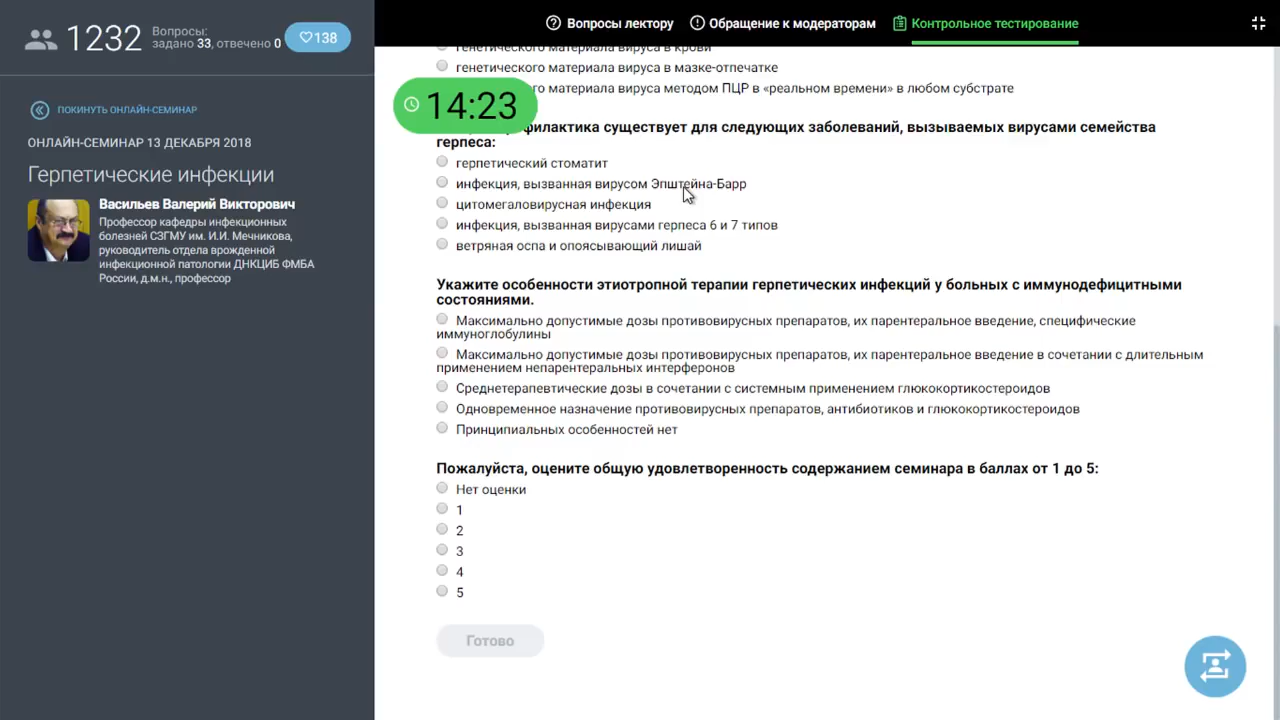 1232
Вопросы:
задано 33, отвечено 0
138
Вопросы лектору
Обращение к модераторам
Контрольное тестирование
ПОКИНУТЬ ОНЛАЙН-СЕМИНАР
ОНЛАЙН-СЕМИНАР 13 ДЕКАБРЯ 2018
Герпетические инфекции
Васильев Валерий Викторович
Профессор кафедры инфекционных
болезней СЗГМУ им. И.И. Мечникова,
руководитель отдела врожденной
инфекционной патологии ДНКЦИБ ФМБА
России, д.м.н., профессор
генетического материала вируса в крови
генетического материала вируса в мазке-отпечатке
материала вируса методом ПЦР в «реальном времени» в любом субстрате
14:23
существует для следующих заболеваний, вызываемых вирусами семейства
герпеса:
герпетический стоматит
инфекция, вызванная вирусом Эпштейна-Барр
цитомегаловирусная инфекция
инфекция, вызванная вирусами герпеса 6 и 7 типов
ветряная оспа и опоясывающий лишай
Укажите особенности этиотропной терапии герпетических инфекций у больных с иммунодефицитными
состояниями.
Максимально допустимые дозы противовирусных препаратов, их парентеральное введение, специфические
иммуноглобулины
Максимально допустимые дозы противовирусных препаратов, их парентеральное введение в сочетании с длительным
применением непарентеральных интерферонов
Среднетерапевтические дозы в сочетании с системным применением глюкокортикостероидов
Одновременное назначение противовирусных препаратов, антибиотиков и глюкокортикостероидов
Принципиальных особенностей нет
Пожалуйста, оцените общую удовлетворенность содержанием семинара в баллах от 1 до 5:
Нет оценки
1
2
3
4
5
Готово